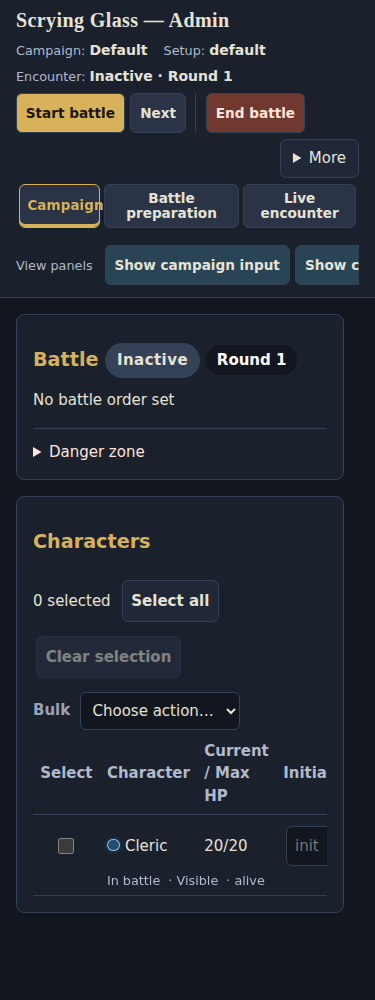 Scrying Glass — Admin
Campaign: Default Setup: default
Encounter: Inactive · Round 1
Start battle Next End battle
More
Campaign Battle preparation Live encounter
View panels Show campaign input Show c
Battle Inactive Round 1
No battle order set
Danger zone
Characters
0 selected Select all
Clear selection
Bulk Choose action...
Select Character Current / Max HP Initia
Cleric 20/20 init
In battle · Visible · alive